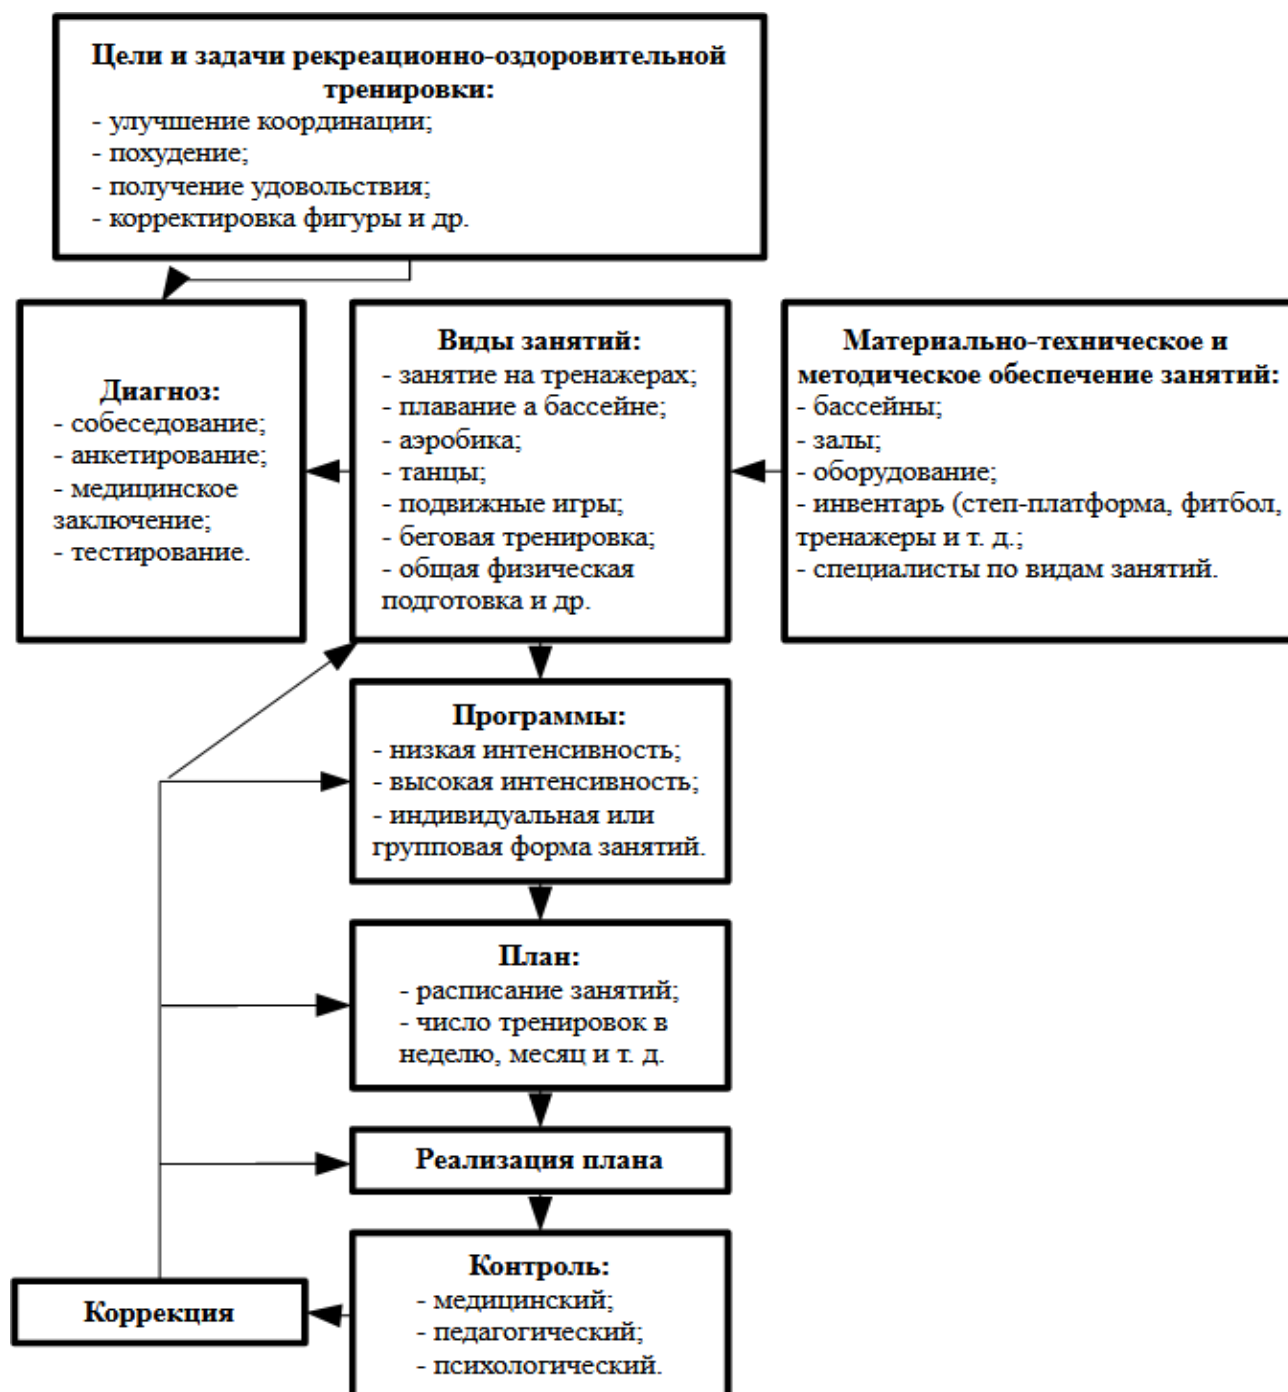 Цели и задачи рекреационно-оздоровительной
тренировки:
- улучшение координации;
- похудение;
- получение удовольствия;
- корректировка фигуры и др.
Диагноз:
- собеседование;
- анкетирование;
- медицинское
заключение;
- тестирование.
Виды занятий:
- занятие на тренажерах;
- плавание а бассейне;
- аэробика;
- танцы;
- подвижные игры;
- беговая тренировка;
- общая физическая
подготовка и др.
Материально-техническое и
методическое обеспечение занятий:
- бассейны;
- залы;
- оборудование;
- инвентарь (степ-платформа, фитбол,
тренажеры и т. д.;
- специалисты по видам занятий.
Программы:
- низкая интенсивность;
- высокая интенсивность;
- индивидуальная или
групповая форма занятий.
План:
- расписание занятий;
- число тренировок в
неделю, месяц и т. д.
Реализация плана
Контроль:
- медицинский;
- педагогический;
- психологический.
Коррекция